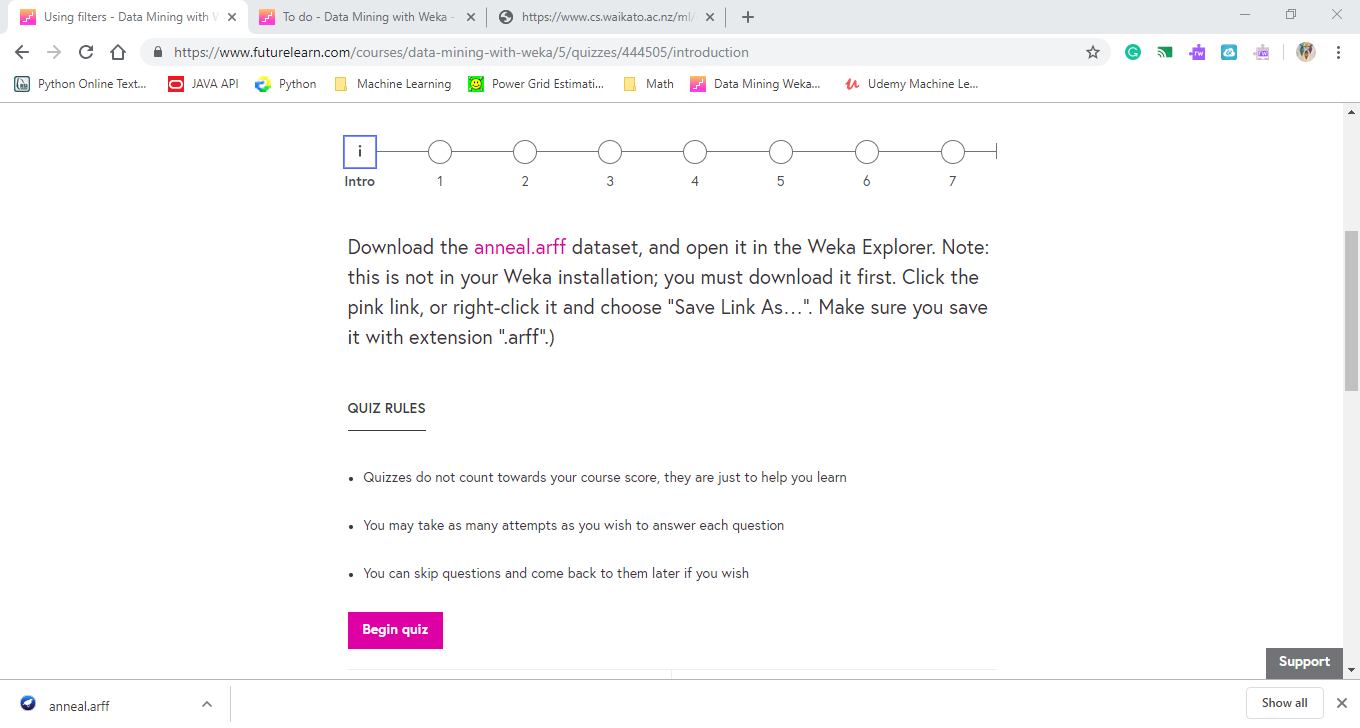 Using filters - Data Mining with W
To do - Data Mining with Weka -
https://www.cs.waikato.ac.nz/ml/
https://www.futurelearn.com/courses/data-mining-with-weka/5/quizzes/444505/introduction
Python Online Text...
JAVA API
Python
Machine Learning
Power Grid Estimati...
Math
Data Mining Weka...
Udemy Machine Le...
i
Intro 1 2 3 4 5 6 7
Download the anneal.arff dataset, and open it in the Weka Explorer. Note:
this is not in your Weka installation; you must download it first. Click the
pink link, or right-click it and choose "Save Link As…". Make sure you save
it with extension ".arff".)
QUIZ RULES
• Quizzes do not count towards your course score, they are just to help you learn
• You may take as many attempts as you wish to answer each question
• You can skip questions and come back to them later if you wish
Begin quiz
Support
anneal.arff
Show all